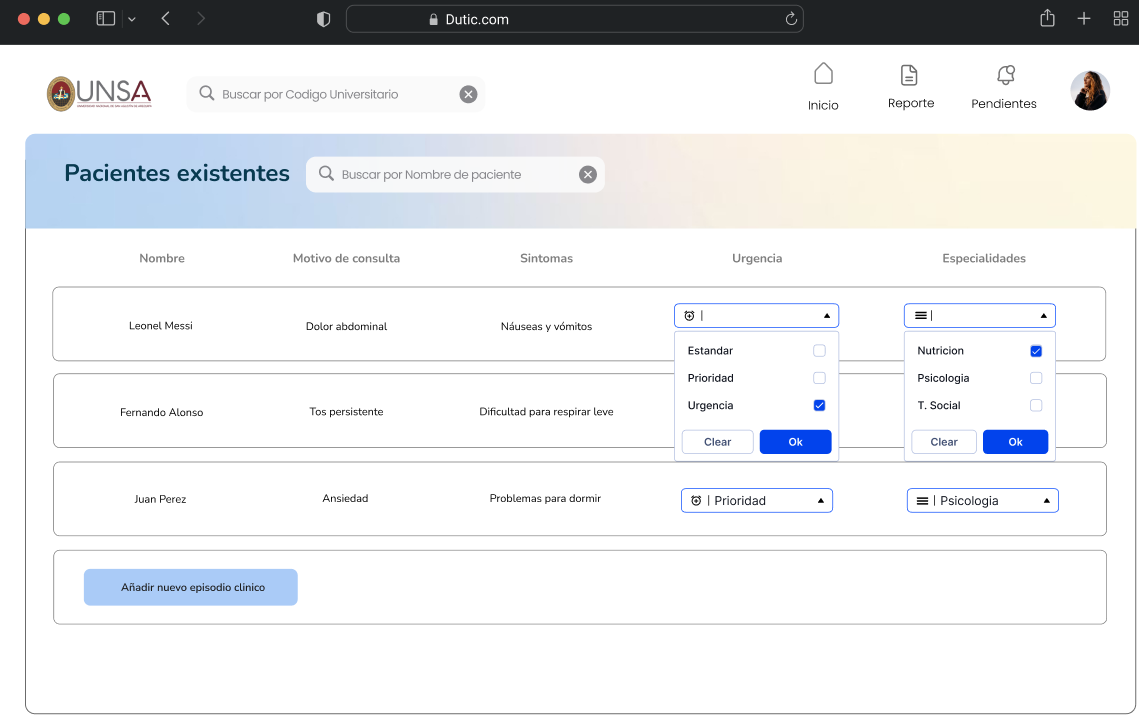 Dutic.com
UNSA
Buscar por Codigo Universitario
Inicio
Reporte
Pendientes
Pacientes existentes
Buscar por Nombre de paciente
Nombre
Motivo de consulta
Sintomas
Urgencia
Especialidades
Leonel Messi
Dolor abdominal
Náuseas y vómitos
|
|
Estandar
Prioridad
Urgencia
Clear
Ok
Nutricion
Psicologia
T. Social
Clear
Ok
Fernando Alonso
Tos persistente
Dificultad para respirar leve
Juan Perez
Ansiedad
Problemas para dormir
| Prioridad
| Psicologia
Añadir nuevo episodio clinico